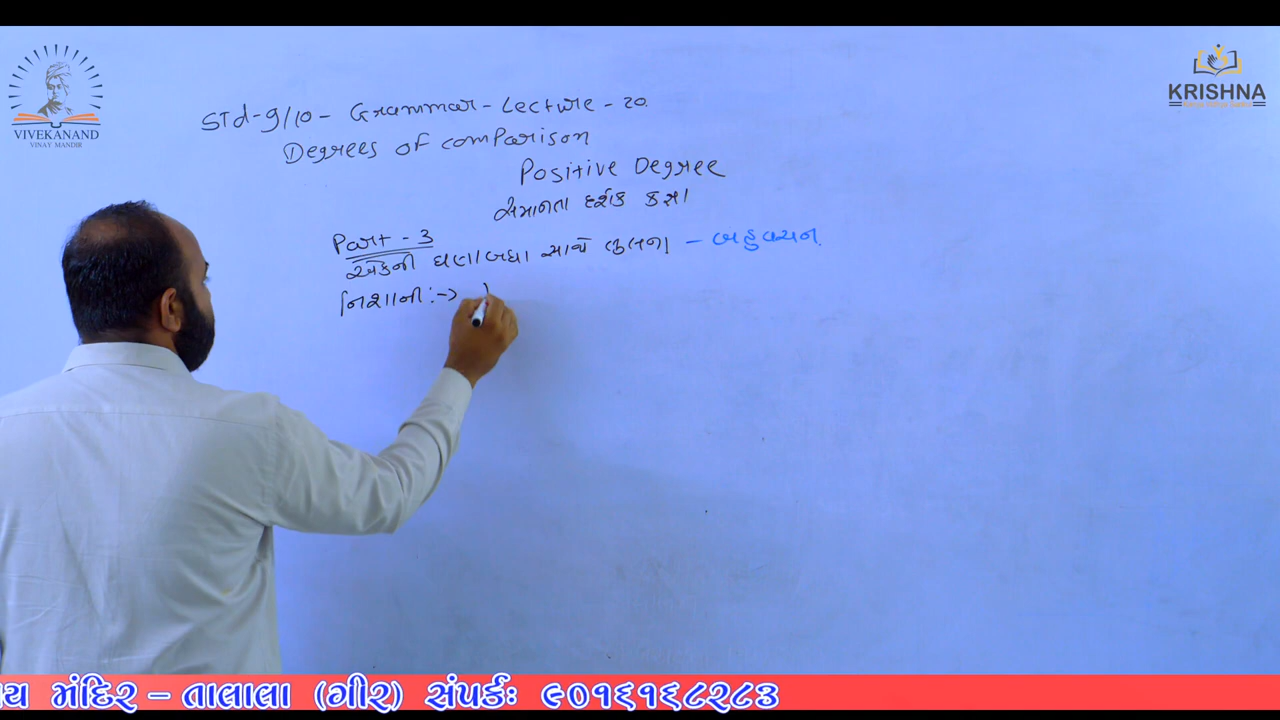 VIVEKANAND
VINAY MANDIR
KRISHNA
STd-9/10 - Grammar - Lecture - 20.
Degrees of comparison
Positive Degree
સમાનતા દર્શક કક્ષા
Part - 3
એકની ઘણા બધા સાથે તુલના - બહુવચન.
નિશાની :->
ય મંદિર – તાલાલા (ગીર) સંપર્કઃ ૯૦૧૬૧૬૮૨૮૩